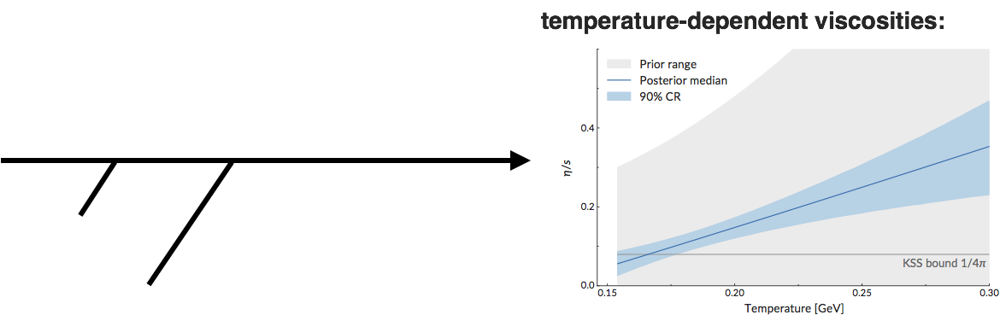 temperature-dependent viscosities:
Prior range
Posterior median
90% CR
0.4
η/s
0.2
KSS bound 1/4π
0.0
0.15 0.20 0.25 0.30
Temperature [GeV]